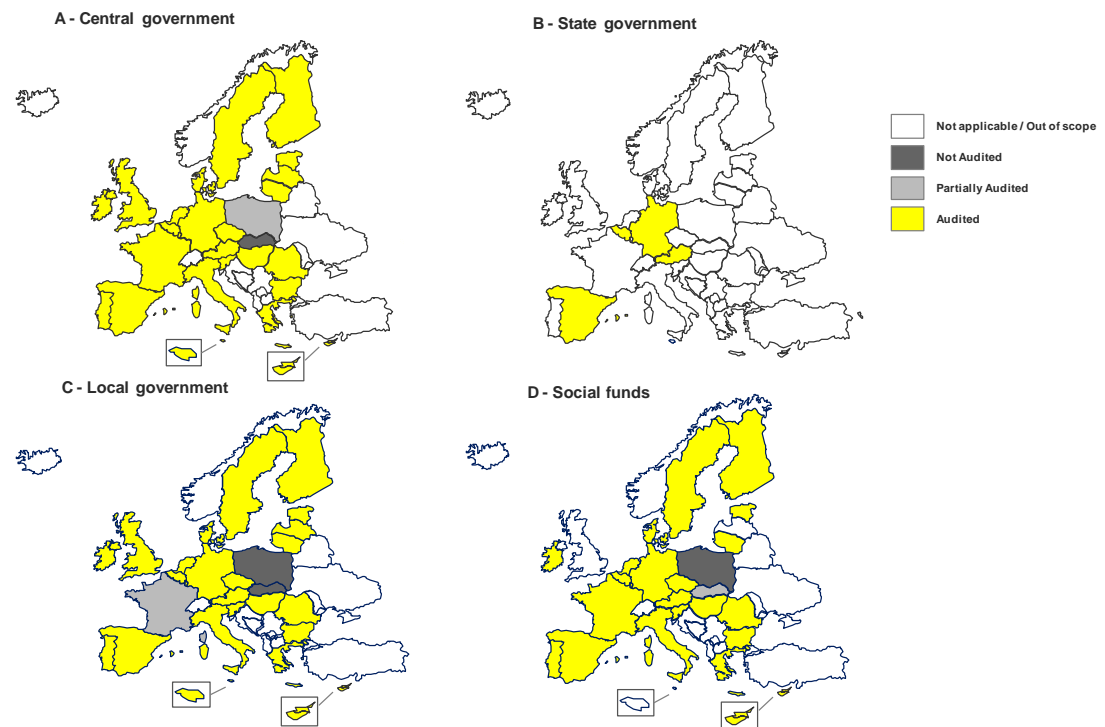 A - Central government
B - State government
Not applicable / Out of scope
Not Audited
Partially Audited
Audited
C - Local government
D - Social funds